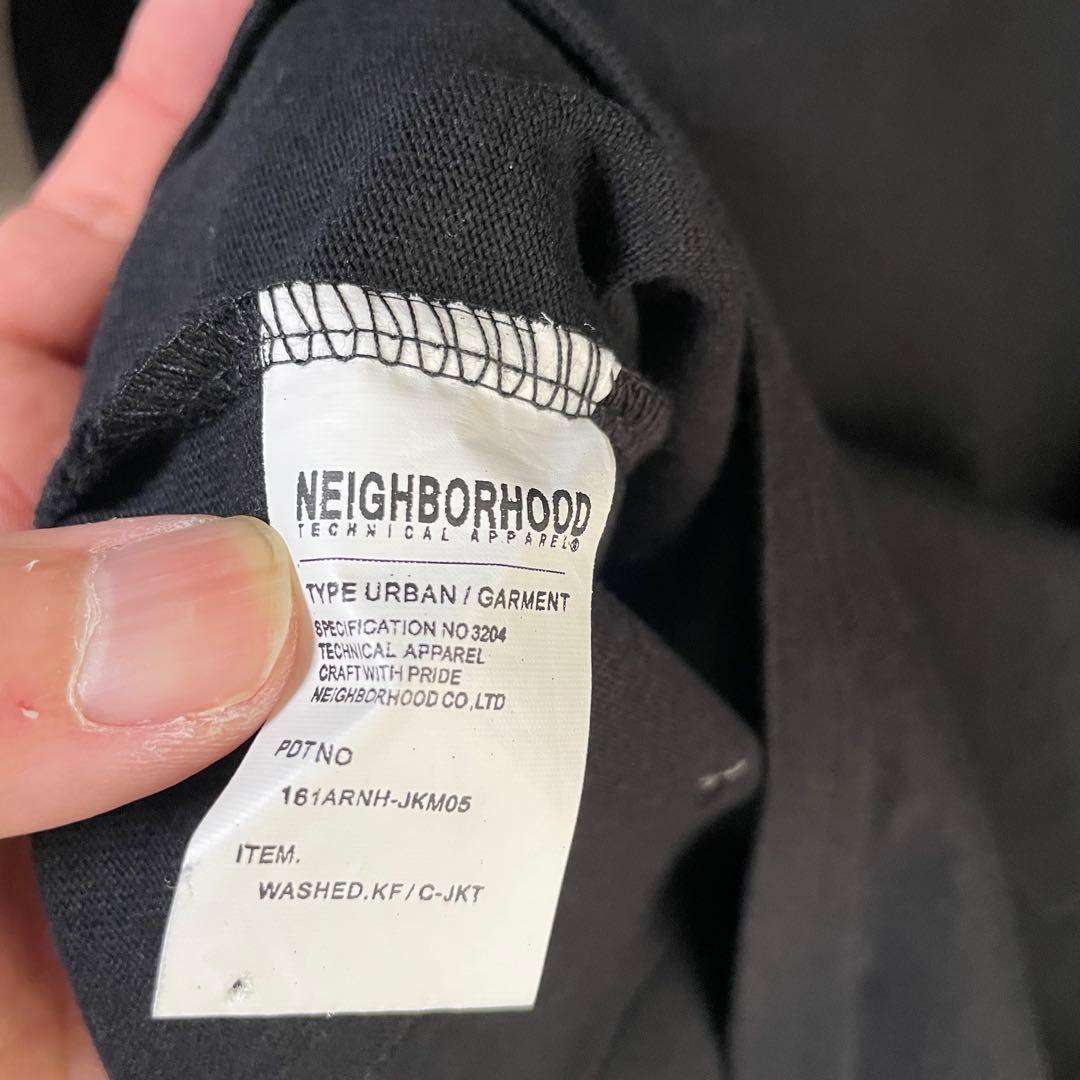 NEIGHBORHOOD
TECHNICAL APPAREL®
TYPE URBAN / GARMENT
SPECIFICATION NO 3204
TECHNICAL APPAREL
CRAFT WITH PRIDE
NEIGHBORHOOD CO.,LTD
PDT NO
161ARNH-JKM05
ITEM.
WASHED.KF/C-JKT